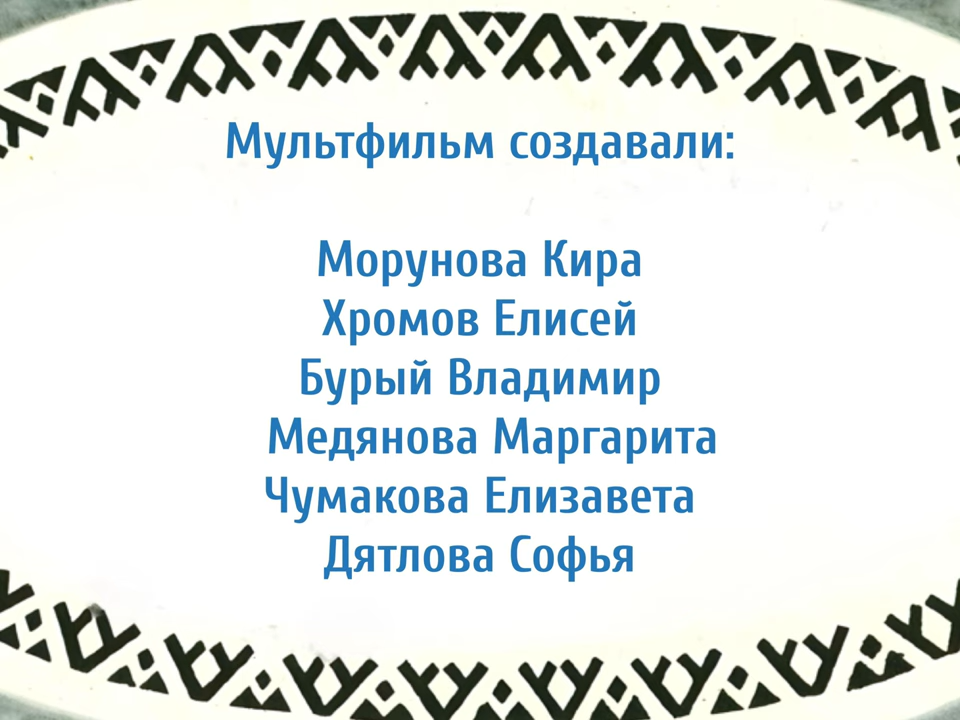 Мультфильм создавали:
Морунова Кира
Хромов Елисей
Бурый Владимир
Медянова Маргарита
Чумакова Елизавета
Дятлова Софья